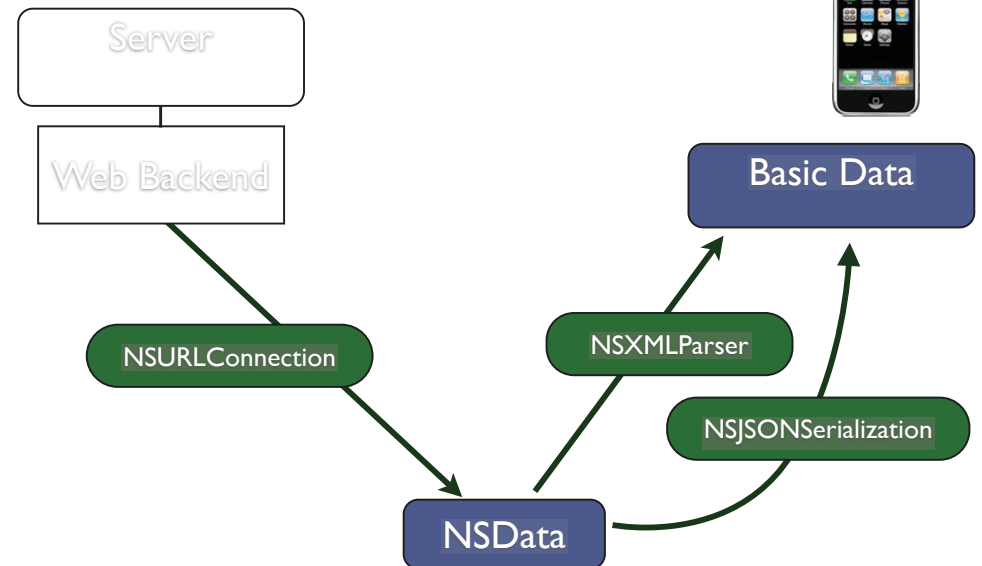 Server
Web Backend
Basic Data
NSURLConnection
NSXMLParser
NSJSONSerialization
NSData